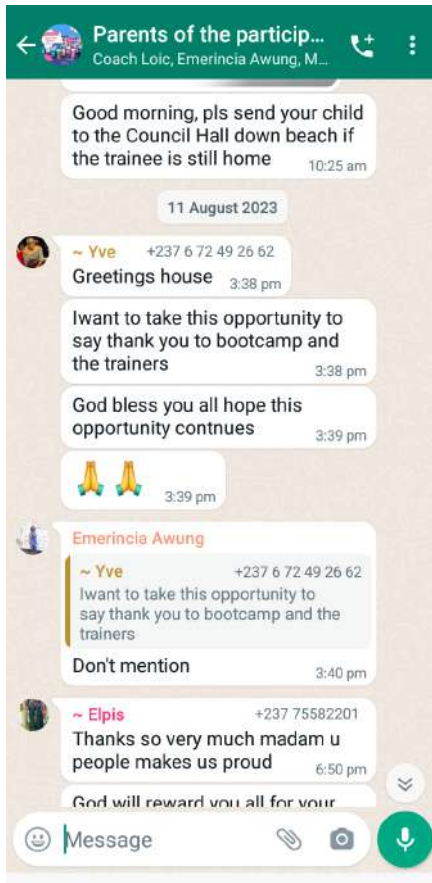 Parents of the particip...
Coach Loic, Emerincia Awung, M...
Good morning, pls send your child
to the Council Hall down beach if
the trainee is still home
10:25 am
11 August 2023
~ Yve +237 6 72 49 26 62
Greetings house
3:38 pm
Iwant to take this opportunity to
say thank you to bootcamp and
the trainers
3:38 pm
God bless you all hope this
opportunity contnues
3:39 pm
3:39 pm
Emerincia Awung
~ Yve +237 6 72 49 26 62
Iwant to take this opportunity to
say thank you to bootcamp and the
trainers
Don't mention
3:40 pm
~ Elpis +237 75582201
Thanks so very much madam u
people makes us proud
6:50 pm
God will reward you all for your
Message